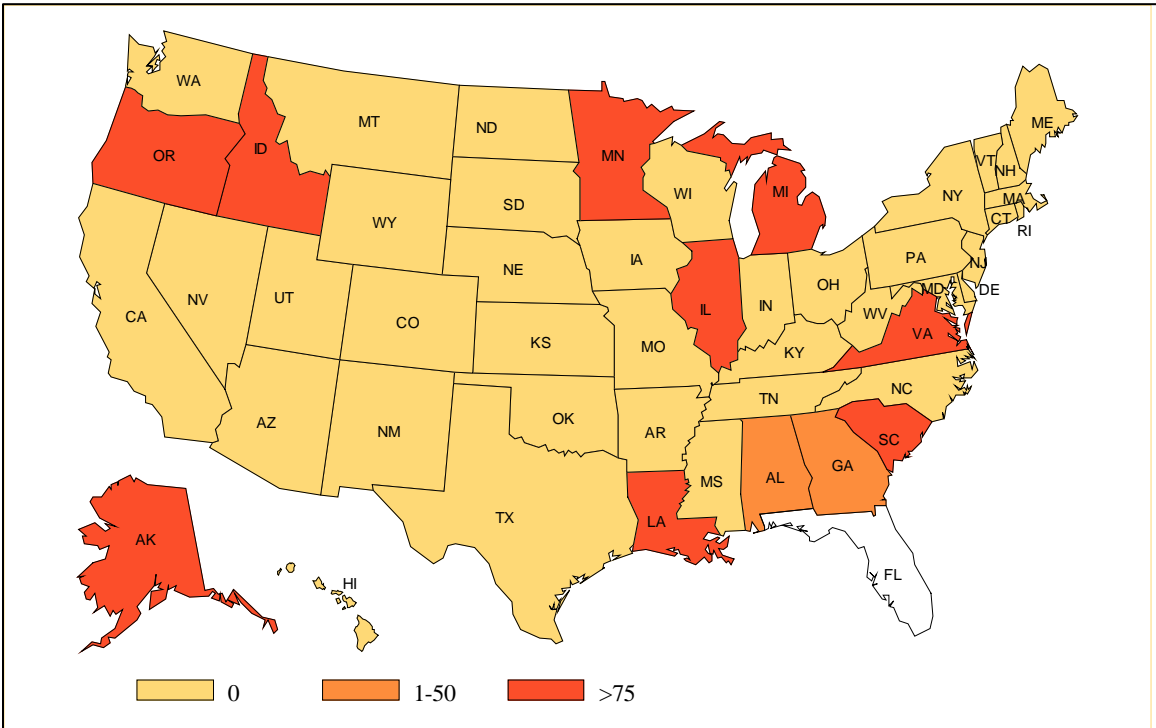 WA
MT
ND
MN
ME
OR
ID
SD
WI
MI
VT
NH
NY
MA
CT
RI
WY
IA
NE
PA
NJ
NV
UT
CO
IL
IN
OH
MD
DE
CA
KS
MO
WV
VA
KY
AZ
NM
OK
AR
TN
NC
SC
MS
AL
GA
TX
LA
AK
HI
FL
0
1-50
>75